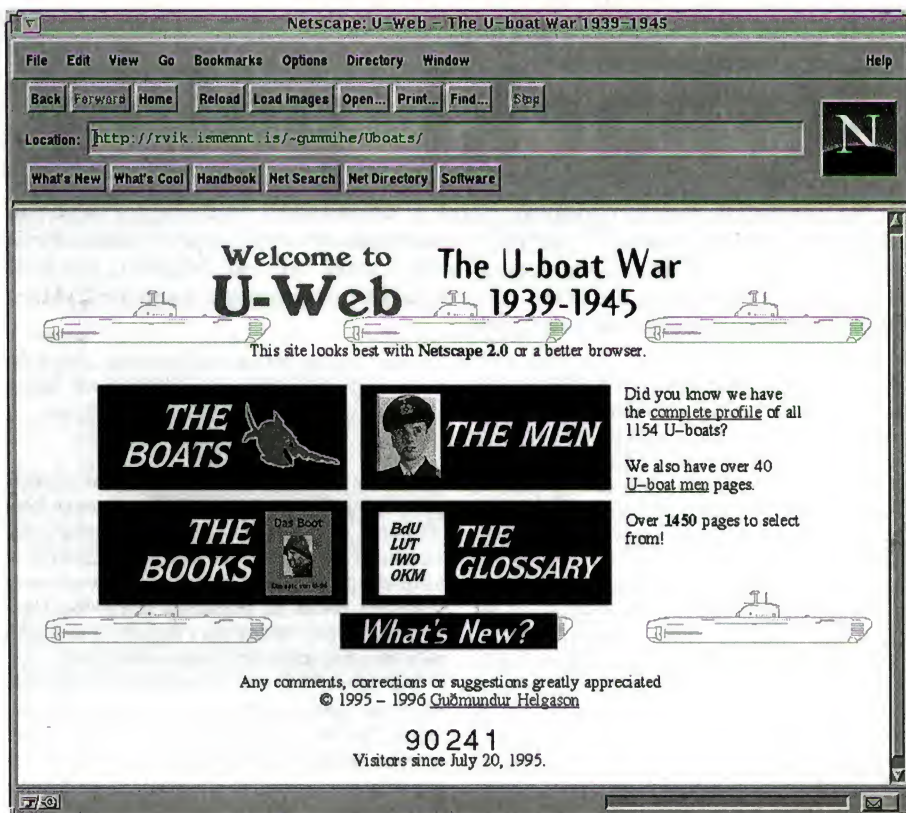 Netscape: U-Web - The U-boat War 1939-1945
File Edit View Go Bookmarks Options Directory Window Help
Back Forward Home Reload Load Images Open... Print... Find... Stop
Location: http://rvik.ismennt.is/~gummihe/Uboats/
N
What's New What's Cool Handbook Net Search Net Directory Software
Welcome to
U-Web
The U-boat War
1939-1945
This site looks best with Netscape 2.0 or a better browser.
THE
BOATS
THE MEN
Did you know we have
the complete profile of all
1154 U-boats?
We also have over 40
U-boat men pages.
Over 1450 pages to select
from!
THE
BOOKS
Das Boot
BdU
LUT
IWO
OKM
THE
GLOSSARY
What's New?
Any comments, corrections or suggestions greatly appreciated
© 1995 - 1996 Guðmundur Helgason
90241
Visitors since July 20, 1995.